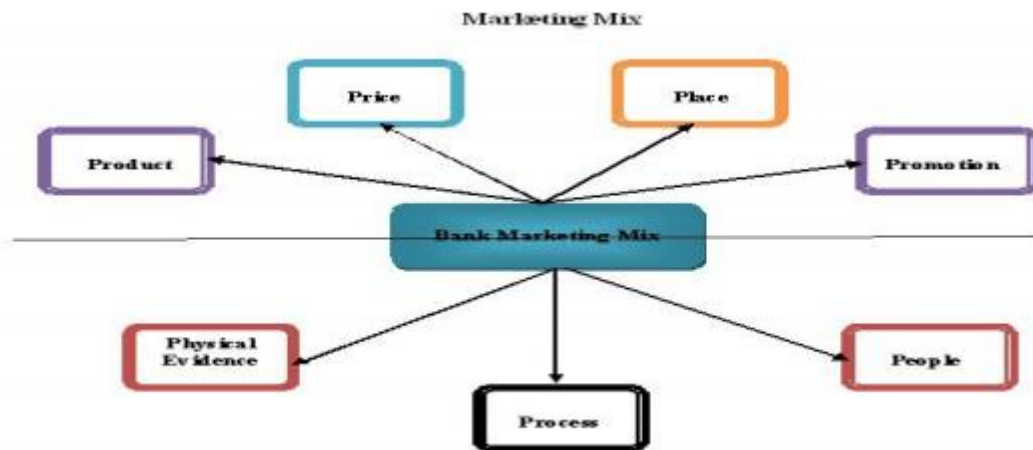 Marketing Mix
Price
Place
Product
Promotion
Bank Marketing Mix
Physical
Evidence
People
Process